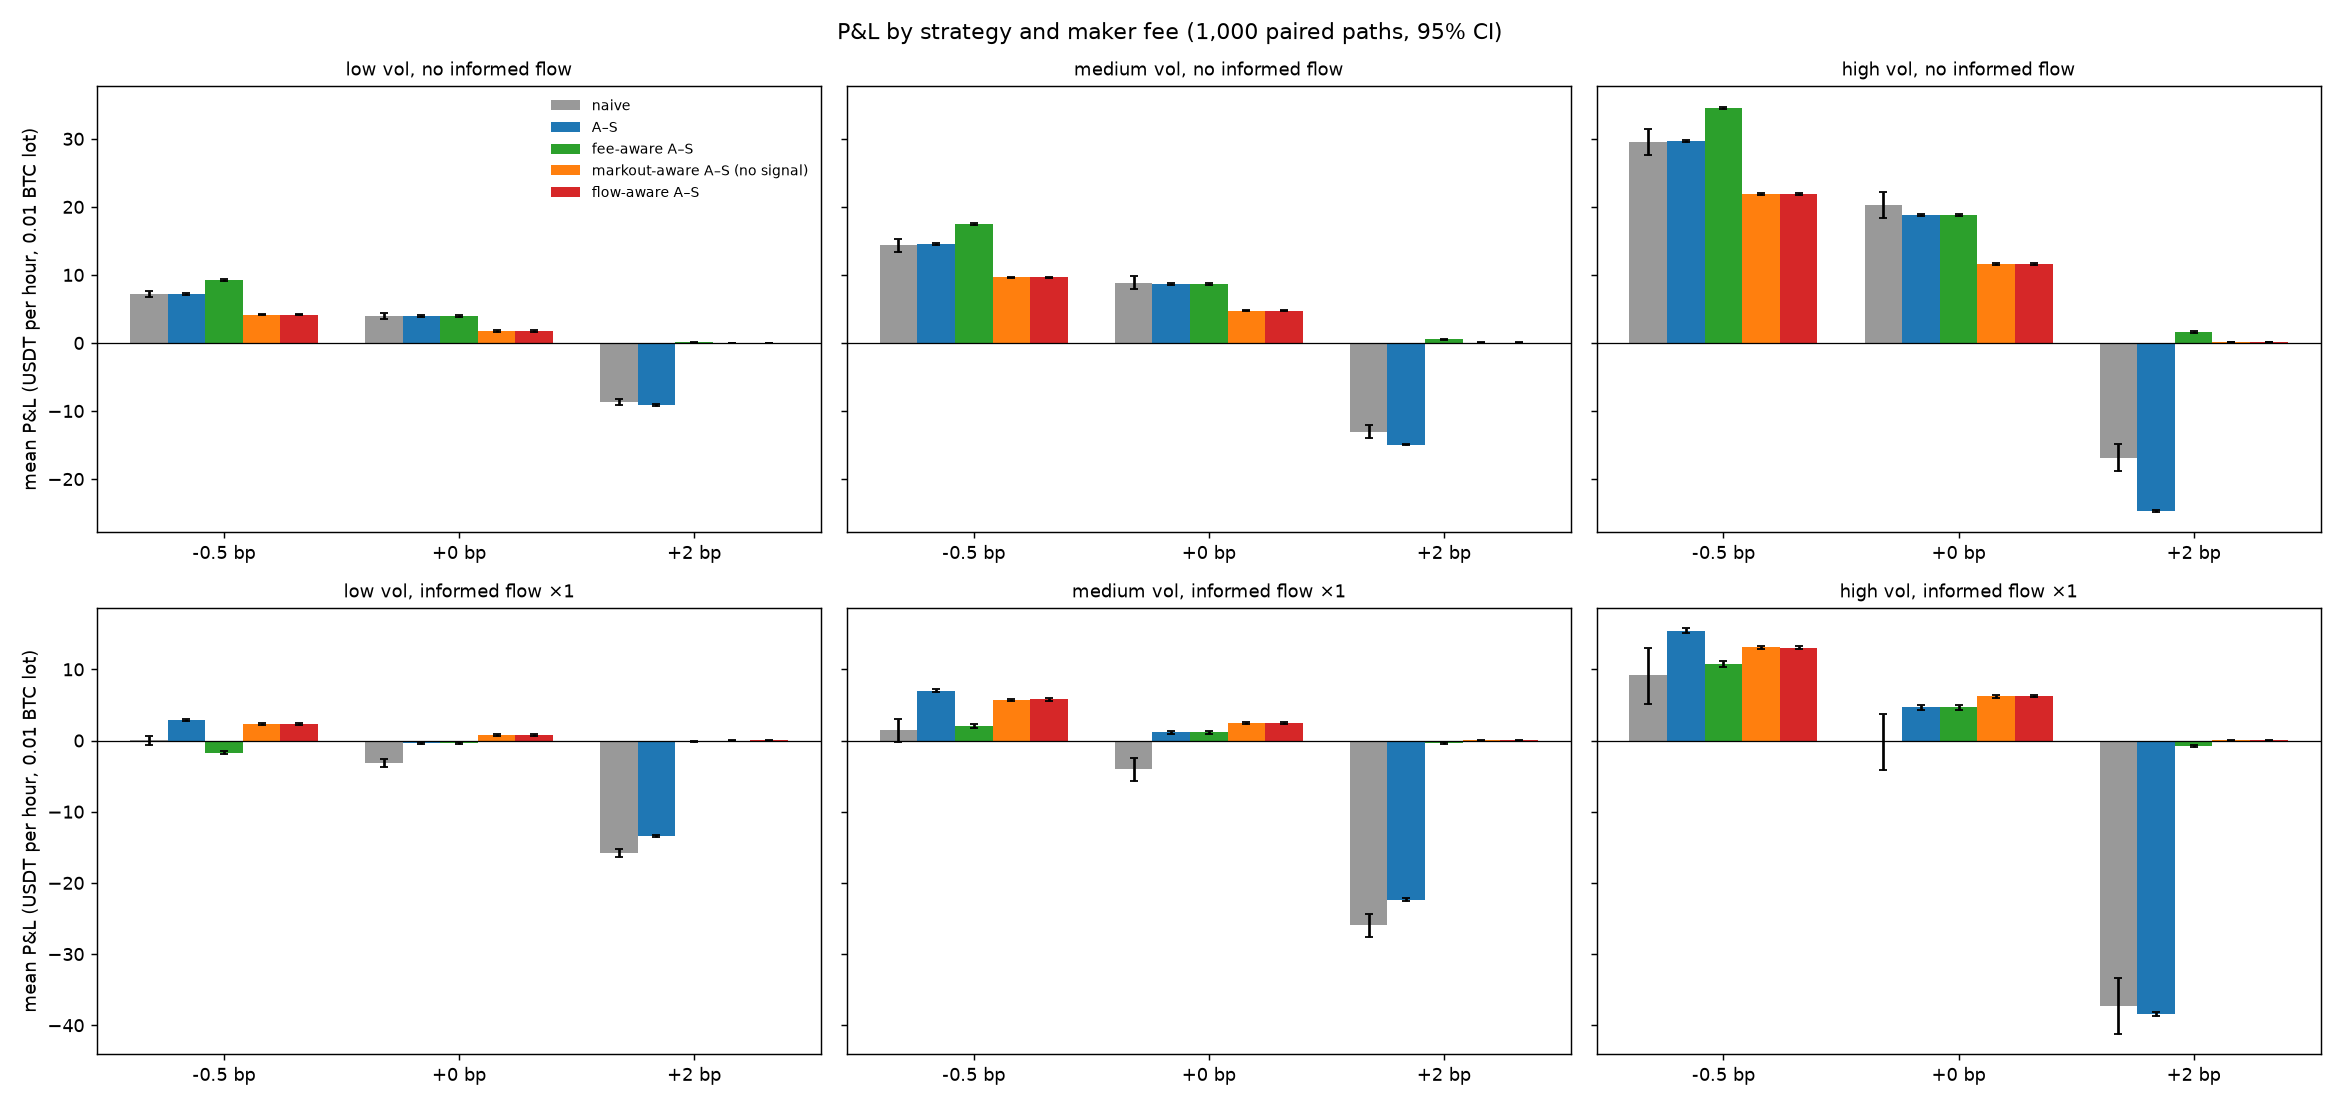 P&L by strategy and maker fee (1,000 paired paths, 95% CI)
low vol, no informed flow
medium vol, no informed flow
high vol, no informed flow
mean P&L (USDT per hour, 0.01 BTC lot)
30
20
10
0
−10
−20
naive
A–S
fee-aware A–S
markout-aware A–S (no signal)
flow-aware A–S
-0.5 bp
+0 bp
+2 bp
-0.5 bp
+0 bp
+2 bp
-0.5 bp
+0 bp
+2 bp
low vol, informed flow ×1
medium vol, informed flow ×1
high vol, informed flow ×1
mean P&L (USDT per hour, 0.01 BTC lot)
10
0
−10
−20
−30
−40
-0.5 bp
+0 bp
+2 bp
-0.5 bp
+0 bp
+2 bp
-0.5 bp
+0 bp
+2 bp